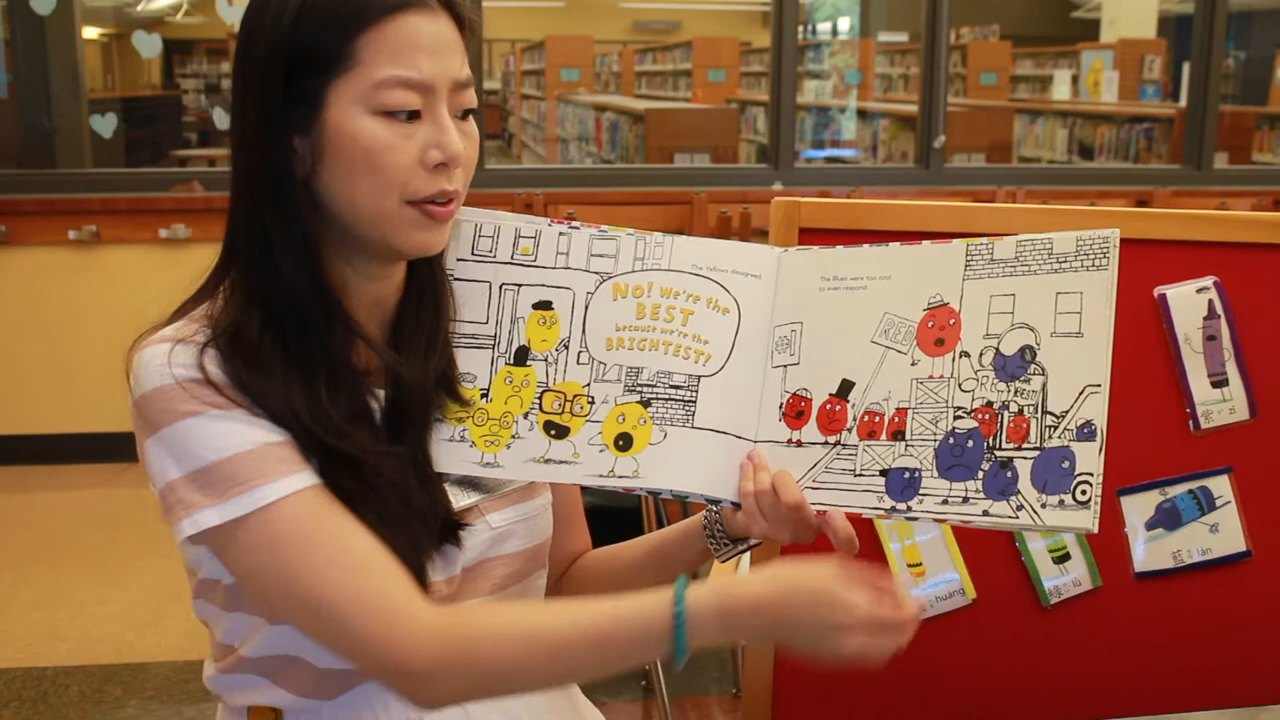 The Yellows disagreed.
No! We're the
BEST
because we're the
BRIGHTEST!
The Blues were too cool
to even respond.
#1
RED
BEST!
紫 zǐ
藍 lán
綠 lǜ
huáng